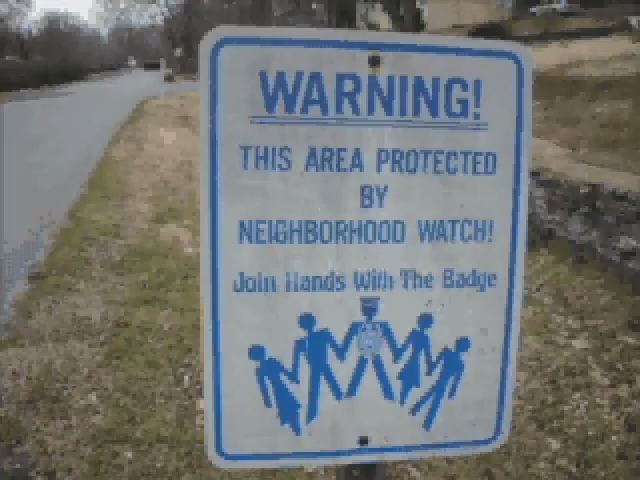 WARNING!
THIS AREA PROTECTED
BY
NEIGHBORHOOD WATCH!
Join Hands With The Badge